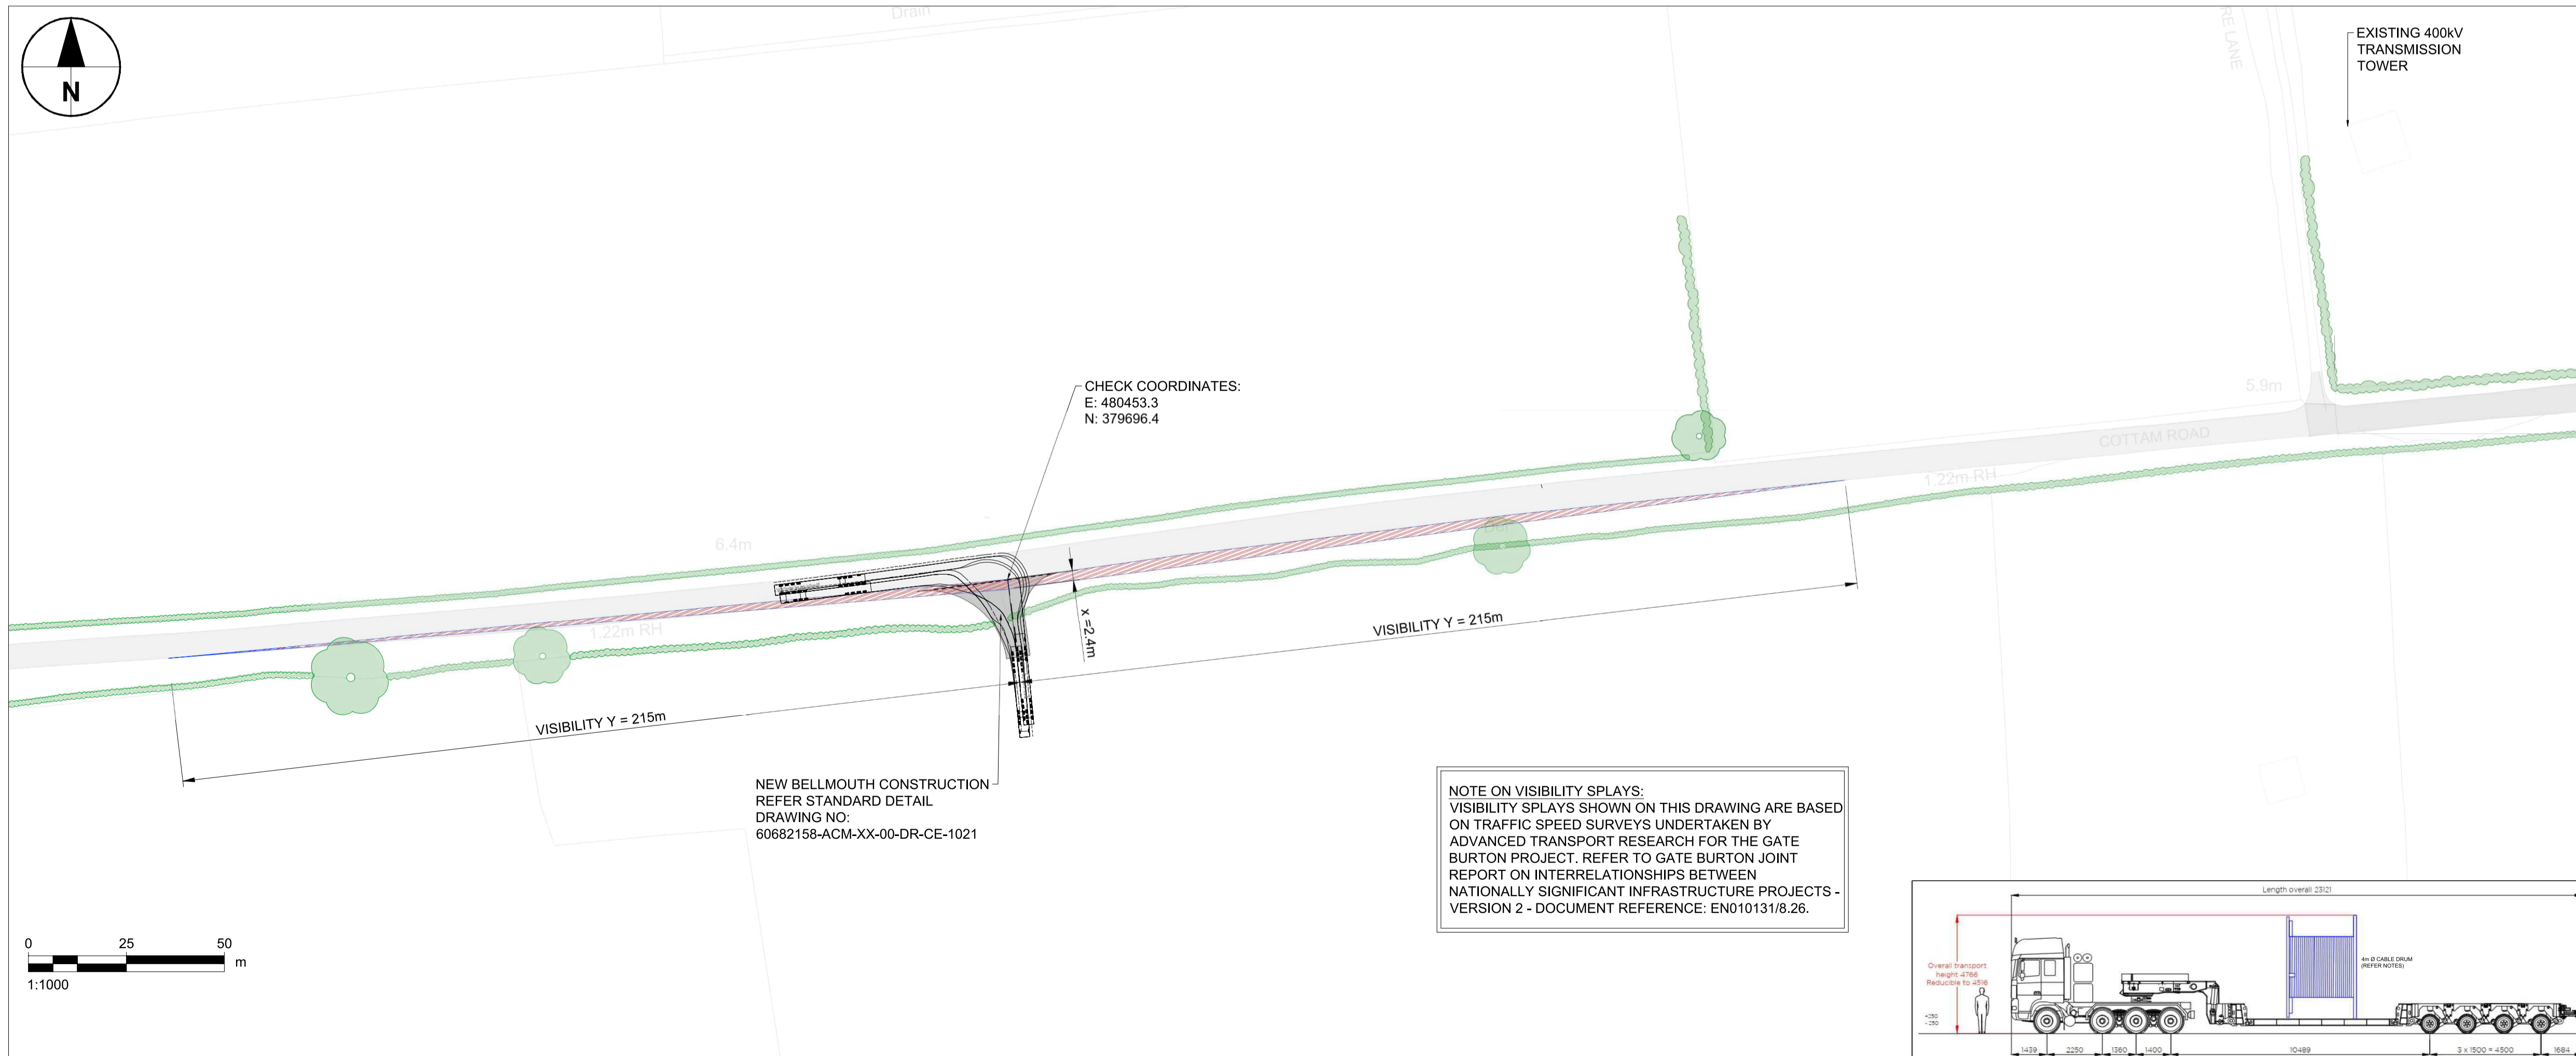 Drain
RE LANE
EXISTING 400kV
TRANSMISSION
TOWER
N
CHECK COORDINATES:
E: 480453.3
N: 379696.4
5.9m
COTTAM ROAD
1.22m RH
6.4m
1.22m RH
x =2.4m
VISIBILITY Y = 215m
VISIBILITY Y = 215m
NEW BELLMOUTH CONSTRUCTION
REFER STANDARD DETAIL
DRAWING NO:
60682158-ACM-XX-00-DR-CE-1021
NOTE ON VISIBILITY SPLAYS:
VISIBILITY SPLAYS SHOWN ON THIS DRAWING ARE BASED
ON TRAFFIC SPEED SURVEYS UNDERTAKEN BY
ADVANCED TRANSPORT RESEARCH FOR THE GATE
BURTON PROJECT. REFER TO GATE BURTON JOINT
REPORT ON INTERRELATIONSHIPS BETWEEN
NATIONALLY SIGNIFICANT INFRASTRUCTURE PROJECTS -
VERSION 2 - DOCUMENT REFERENCE: EN010131/8.26.
0 25 50
m
1:1000
Length overall 23121
Overall transport
height 4766
Reducible to 4516
4m Ø CABLE DRUM
(REFER NOTES)
+250
-250
1439 2250 1360 1400 10489 3 x 1500 = 4500 1684